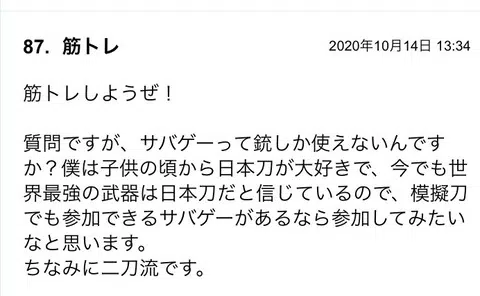 87. 筋トレ
2020年10月14日 13:34
筋トレしようぜ！
質問ですが、サバゲーって銃しか使えないんです
か？僕は子供の頃から日本刀が大好きで、今でも世
界最強の武器は日本刀だと信じているので、模擬刀
でも参加できるサバゲーがあるなら参加してみたい
なと思います。
ちなみに二刀流です。